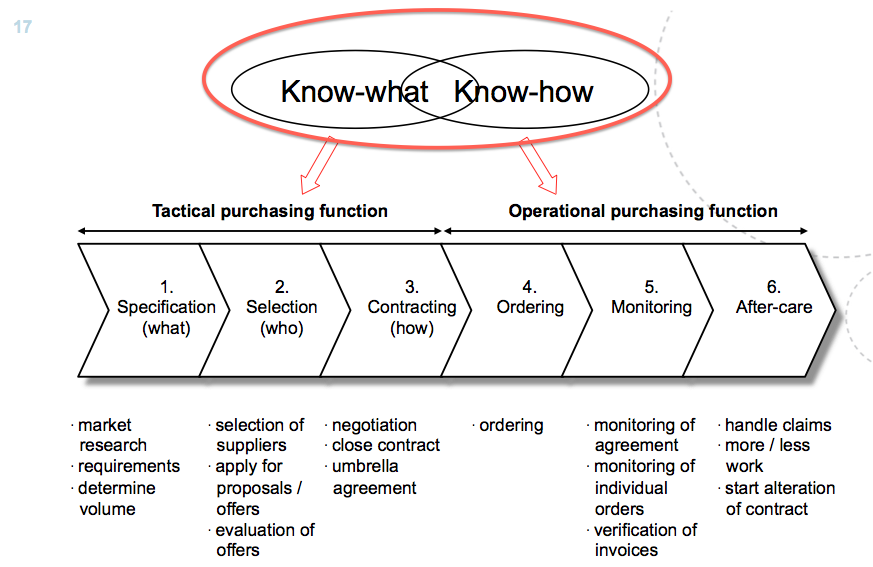 17
Know-what Know-how
Tactical purchasing function
Operational purchasing function
1.
Specification
(what)
2.
Selection
(who)
3.
Contracting
(how)
4.
Ordering
5.
Monitoring
6.
After-care
· market
research
· requirements
· determine
volume
· selection of
suppliers
· apply for
proposals /
offers
· evaluation of
offers
· negotiation
· close contract
· umbrella
agreement
· ordering
· monitoring of
agreement
· monitoring of
individual
orders
· verification of
invoices
· handle claims
· more / less
work
· start alteration
of contract